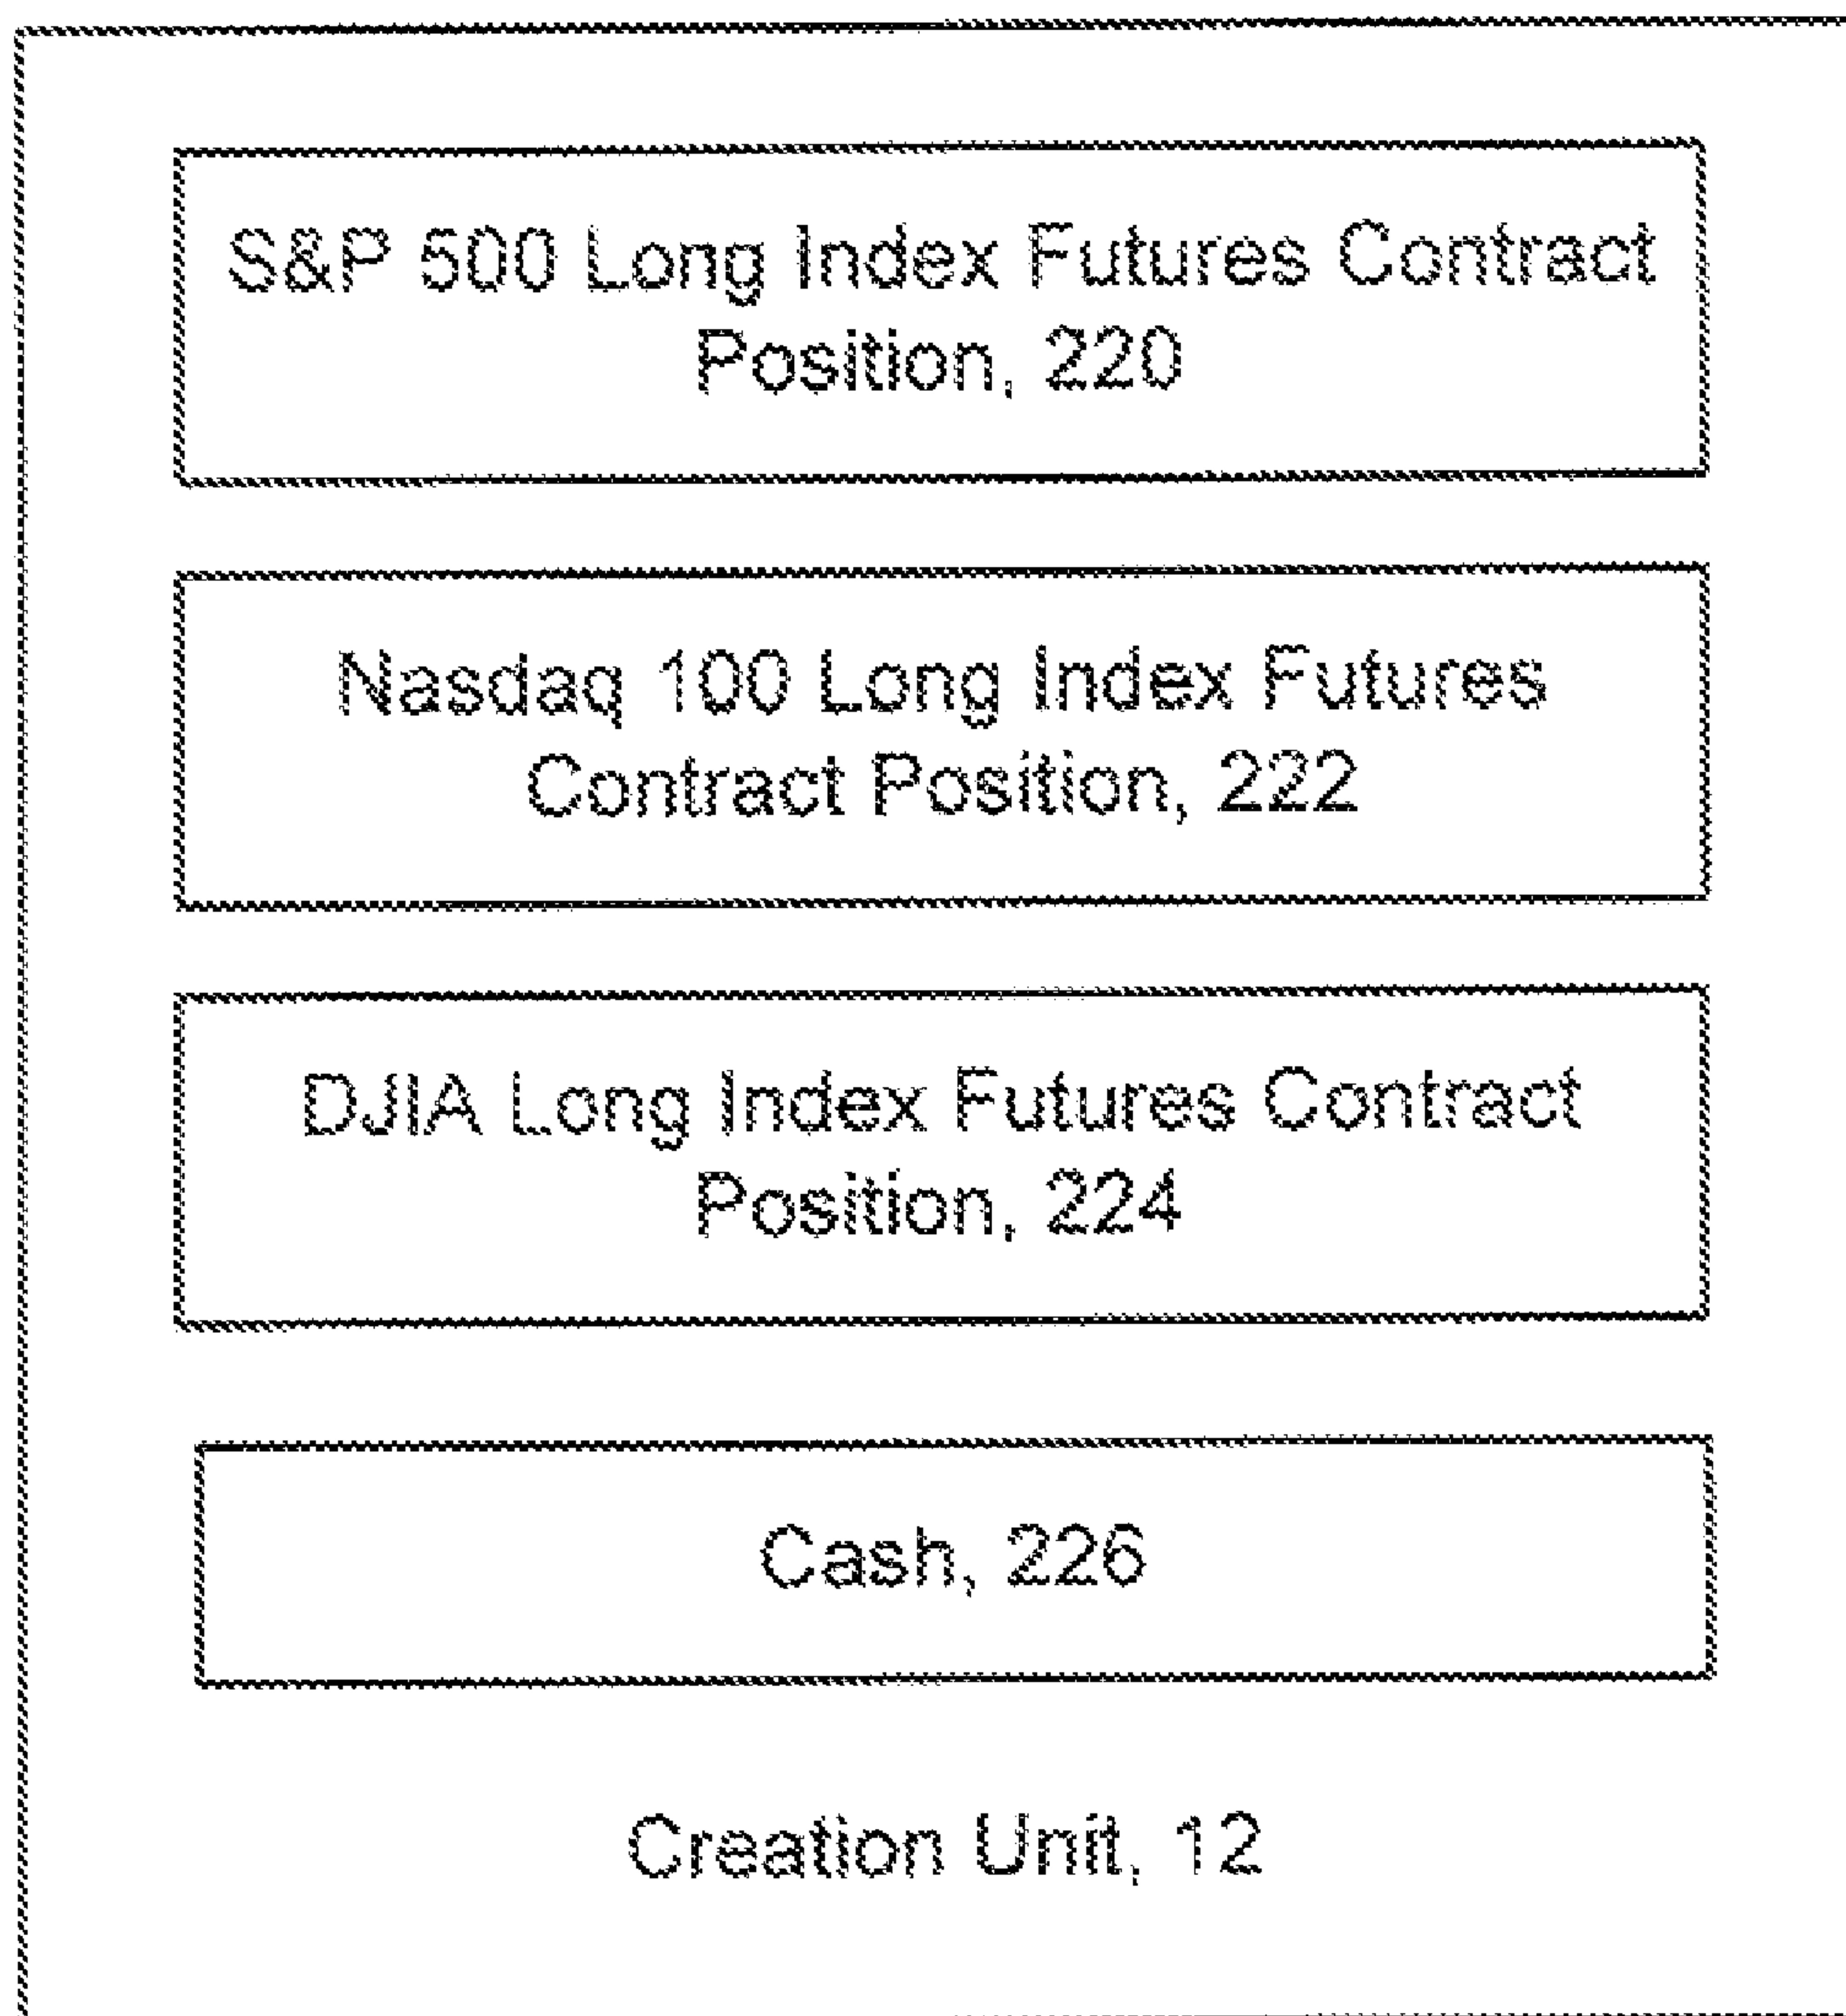 S&P 500 Long Index Futures Contract
Position, 220
Nasdaq 100 Long Index Futures
Contract Position, 222
DJIA Long Index Futures Contract
Position, 224
Cash, 226
Creation Unit, 12